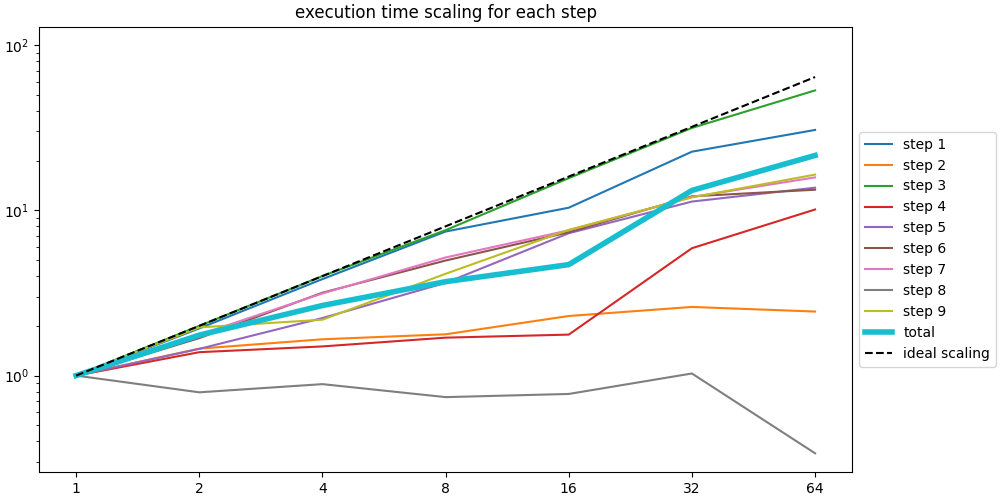 execution time scaling for each step
10²
10¹
10⁰
1 2 4 8 16 32 64
step 1
step 2
step 3
step 4
step 5
step 6
step 7
step 8
step 9
total
ideal scaling